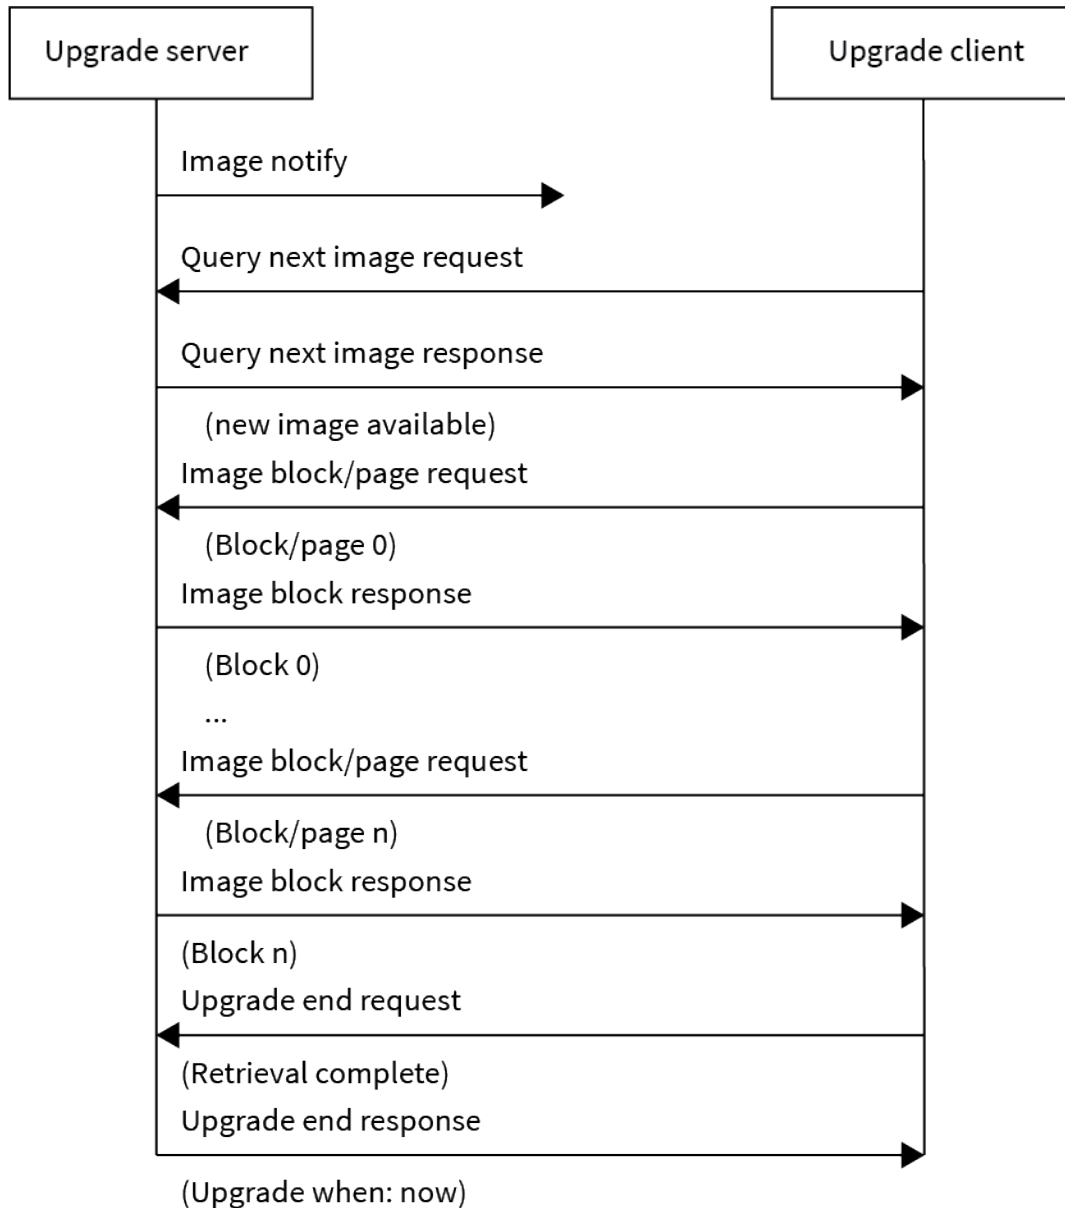 Upgrade server
Upgrade client
Image notify
Query next image request
Query next image response
(new image available)
Image block/page request
(Block/page 0)
Image block response
(Block 0)
...
Image block/page request
(Block/page n)
Image block response
(Block n)
Upgrade end request
(Retrieval complete)
Upgrade end response
(Upgrade when: now)